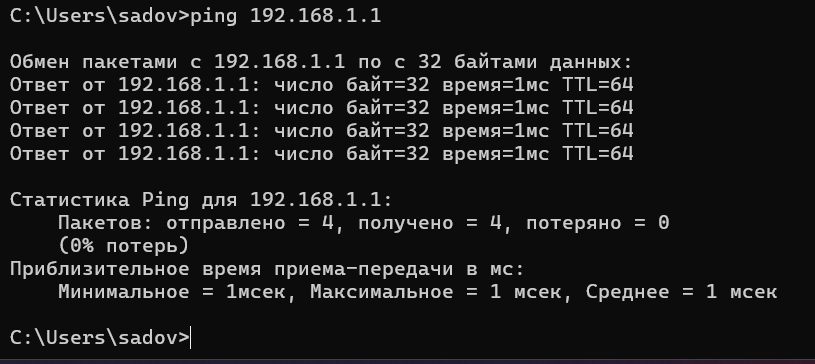 C:\Users\sadov>ping 192.168.1.1
Обмен пакетами с 192.168.1.1 по с 32 байтами данных:
Ответ от 192.168.1.1: число байт=32 время=1мс TTL=64
Ответ от 192.168.1.1: число байт=32 время=1мс TTL=64
Ответ от 192.168.1.1: число байт=32 время=1мс TTL=64
Ответ от 192.168.1.1: число байт=32 время=1мс TTL=64
Статистика Ping для 192.168.1.1:
Пакетов: отправлено = 4, получено = 4, потеряно = 0
(0% потерь)
Приблизительное время приема-передачи в мс:
Минимальное = 1мсек, Максимальное = 1 мсек, Среднее = 1 мсек
C:\Users\sadov>